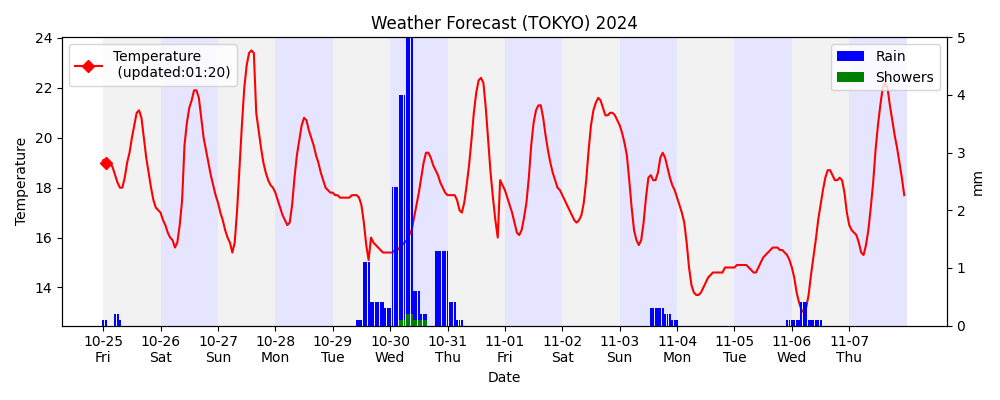 Weather Forecast (TOKYO) 2024
Temperature
(updated:01:20)
Rain
Showers
Temperature
24
22
20
18
16
14
5
4
3
2
1
0
mm
10-25 10-26 10-27 10-28 10-29 10-30 10-31 11-01 11-02 11-03 11-04 11-05 11-06 11-07
Fri Sat Sun Mon Tue Wed Thu Fri Sat Sun Mon Tue Wed Thu
Date